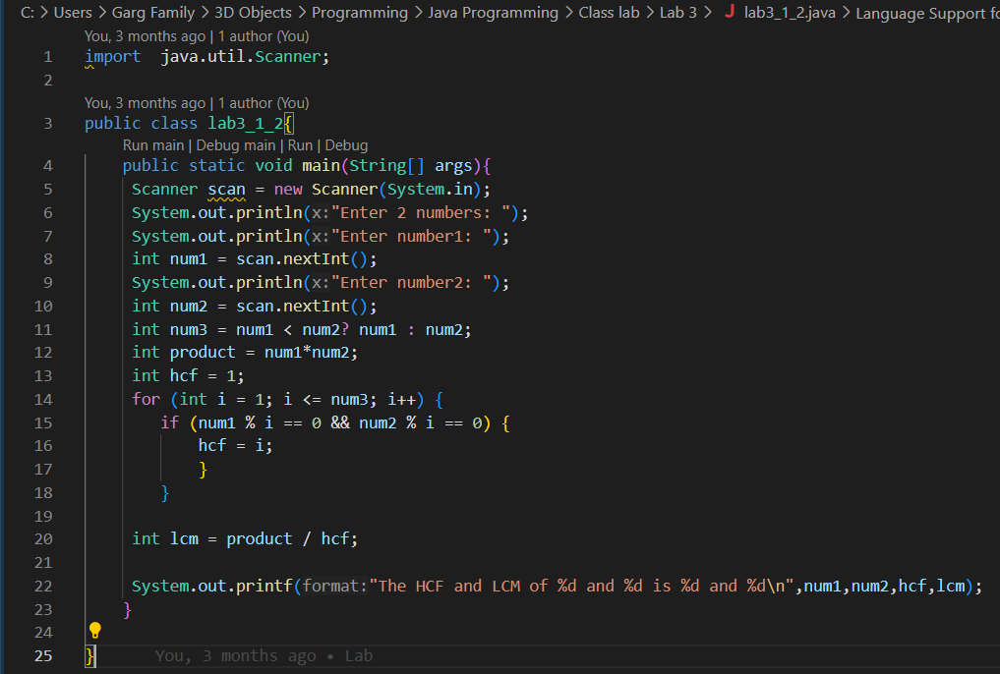 C: > Users > Garg Family > 3D Objects > Programming > Java Programming > Class lab > Lab 3 > J lab3_1_2.java > Language Support fo
You, 3 months ago | 1 author (You)
1 import  java.util.Scanner;
2
You, 3 months ago | 1 author (You)
3 public class lab3_1_2{
Run main | Debug main | Run | Debug
4 public static void main(String[] args){
5 Scanner scan = new Scanner(System.in);
6 System.out.println(x:"Enter 2 numbers: ");
7 System.out.println(x:"Enter number1: ");
8 int num1 = scan.nextInt();
9 System.out.println(x:"Enter number2: ");
10 int num2 = scan.nextInt();
11 int num3 = num1 < num2? num1 : num2;
12 int product = num1*num2;
13 int hcf = 1;
14 for (int i = 1; i <= num3; i++) {
15 if (num1 % i == 0 && num2 % i == 0) {
16 hcf = i;
17 }
18 }
19
20 int lcm = product / hcf;
21
22 System.out.printf(format:"The HCF and LCM of %d and %d is %d and %d\n",num1,num2,hcf,lcm);
23 }
24
25 } You, 3 months ago • Lab